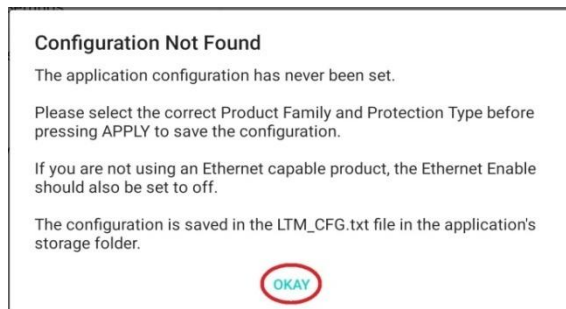 Configuration Not Found
The application configuration has never been set.
Please select the correct Product Family and Protection Type before
pressing APPLY to save the configuration.
If you are not using an Ethernet capable product, the Ethernet Enable
should also be set to off.
The configuration is saved in the LTM_CFG.txt file in the application's
storage folder.
OKAY